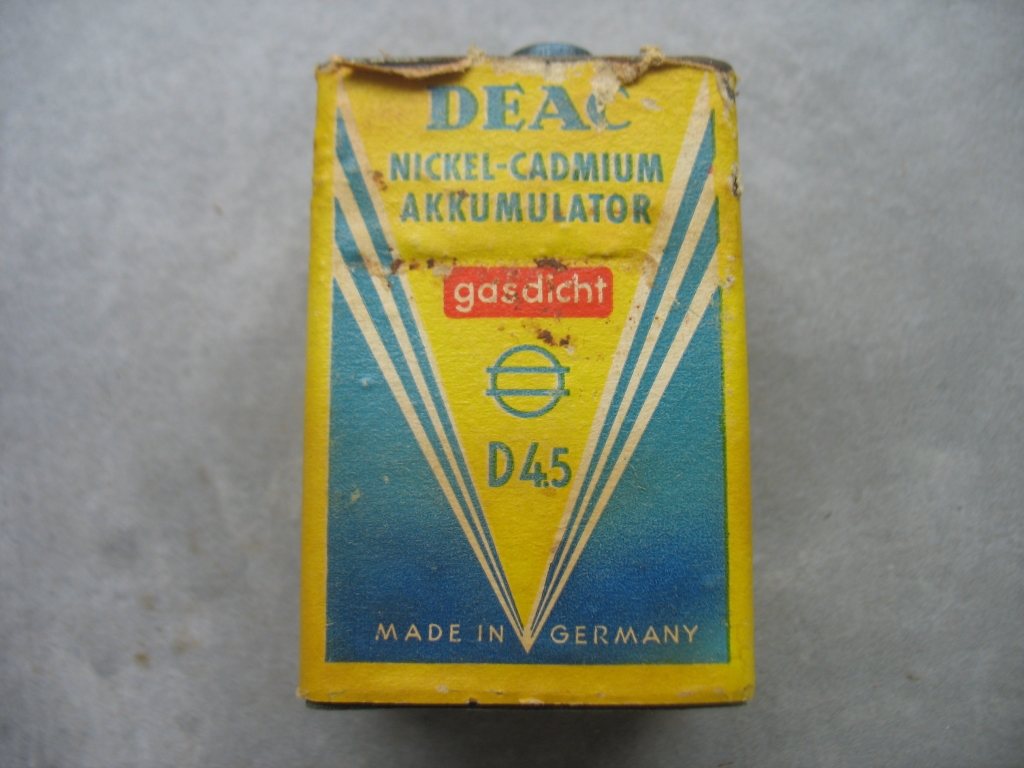 DEAC
NICKEL-CADMIUM
AKKUMULATOR
gasdicht
D4.5
MADE IN GERMANY